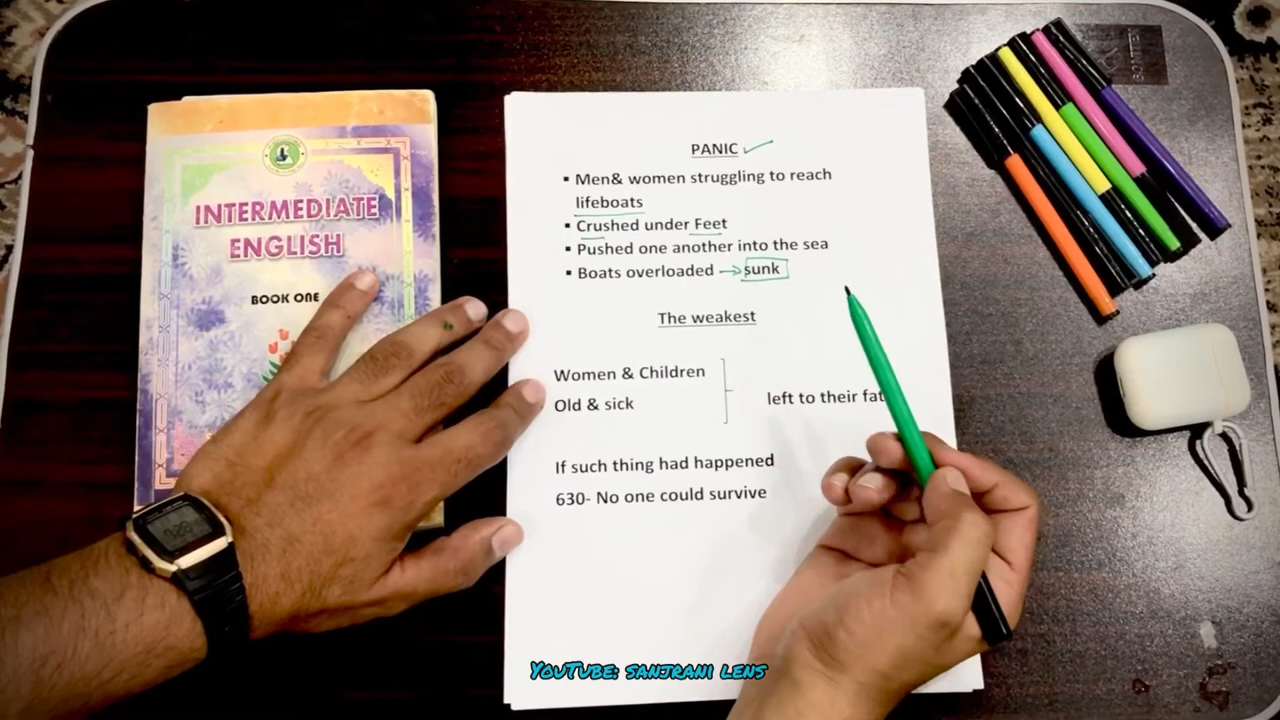 INTERMEDIATE
ENGLISH
BOOK ONE
PANIC
▪ Men& women struggling to reach
lifeboats
▪ Crushed under Feet
▪ Pushed one another into the sea
▪ Boats overloaded → sunk
The weakest
Women & Children
Old & sick
left to their
If such thing had happened
630- No one could survive
YouTube: sanjrani lens